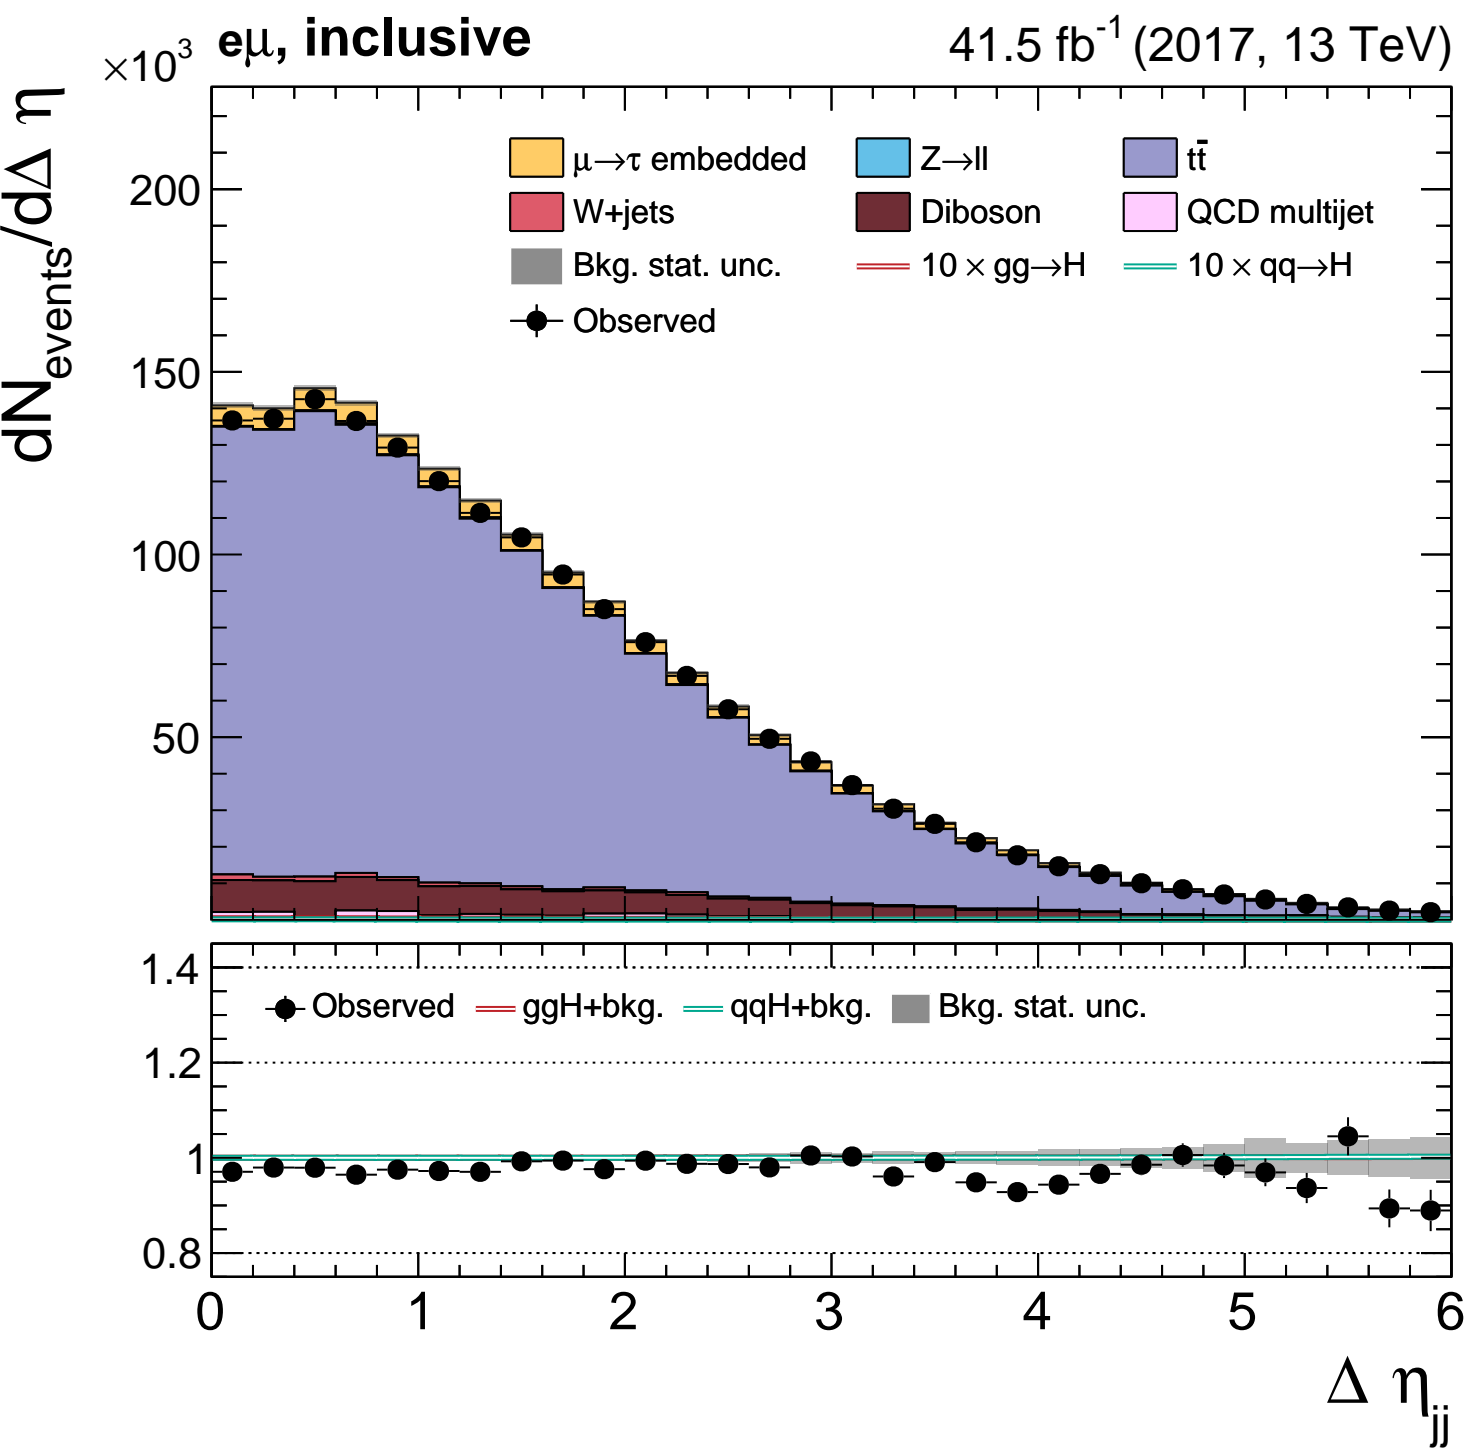 ×10³ eμ, inclusive 41.5 fb⁻¹ (2017, 13 TeV)
dN_events/dΔ η
μ→τ embedded Z→ll tt̄
W+jets Diboson QCD multijet
Bkg. stat. unc. 10 × gg→H 10 × qq→H
Observed
200
150
100
50
Observed ggH+bkg. qqH+bkg. Bkg. stat. unc.
1.4
1.2
1
0.8
0 1 2 3 4 5 6
Δ η_jj